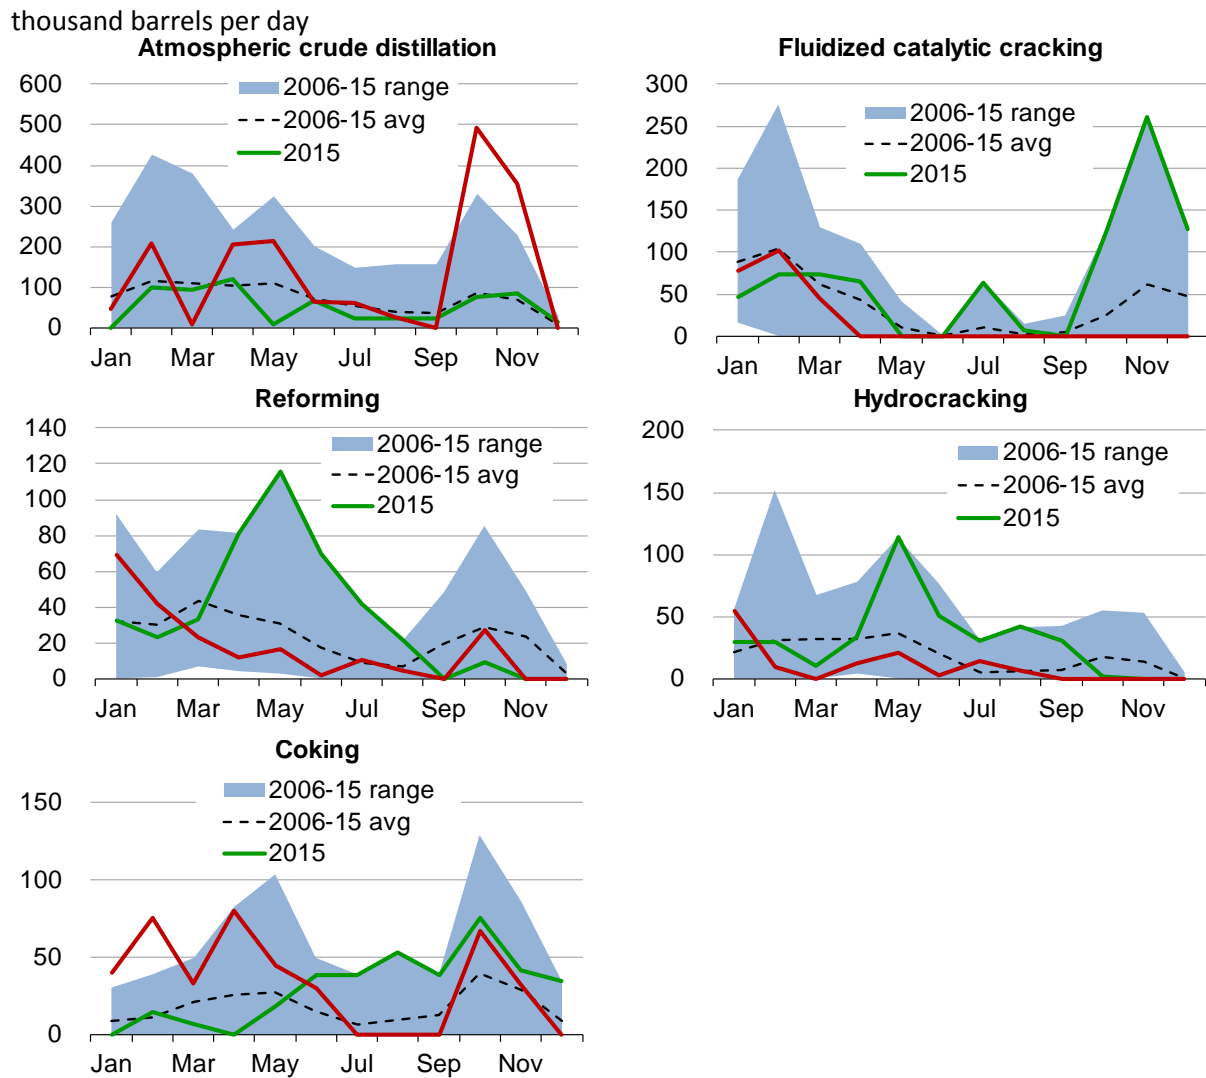 thousand barrels per day
Atmospheric crude distillation
600
500
400
300
200
100
0
2006-15 range
2006-15 avg
2015
Jan Mar May Jul Sep Nov
Fluidized catalytic cracking
300
250
200
150
100
50
0
2006-15 range
2006-15 avg
2015
Jan Mar May Jul Sep Nov
Reforming
140
120
100
80
60
40
20
0
2006-15 range
2006-15 avg
2015
Jan Mar May Jul Sep Nov
Hydrocracking
200
150
100
50
0
2006-15 range
2006-15 avg
2015
Jan Mar May Jul Sep Nov
Coking
150
100
50
0
2006-15 range
2006-15 avg
2015
Jan Mar May Jul Sep Nov